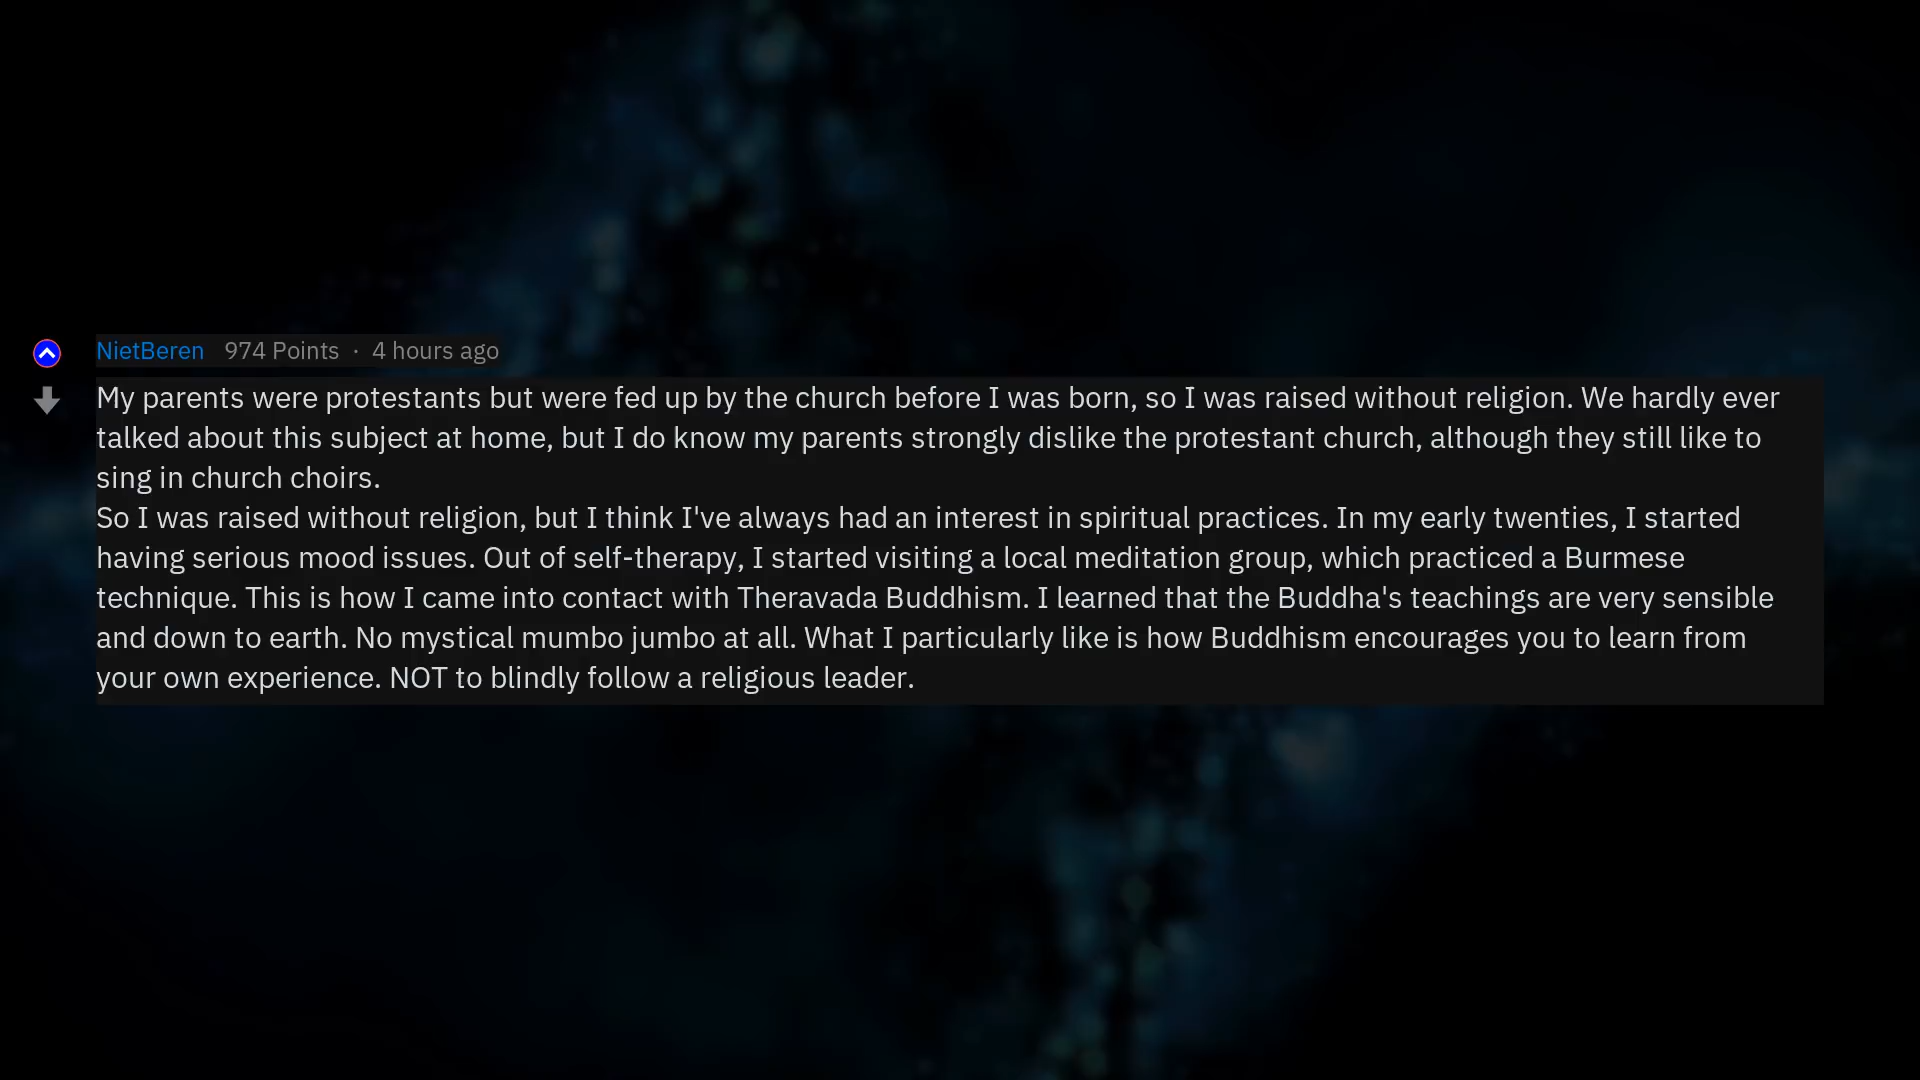 NietBeren 974 Points · 4 hours ago
My parents were protestants but were fed up by the church before I was born, so I was raised without religion. We hardly ever
talked about this subject at home, but I do know my parents strongly dislike the protestant church, although they still like to
sing in church choirs.
So I was raised without religion, but I think I've always had an interest in spiritual practices. In my early twenties, I started
having serious mood issues. Out of self-therapy, I started visiting a local meditation group, which practiced a Burmese
technique. This is how I came into contact with Theravada Buddhism. I learned that the Buddha's teachings are very sensible
and down to earth. No mystical mumbo jumbo at all. What I particularly like is how Buddhism encourages you to learn from
your own experience. NOT to blindly follow a religious leader.